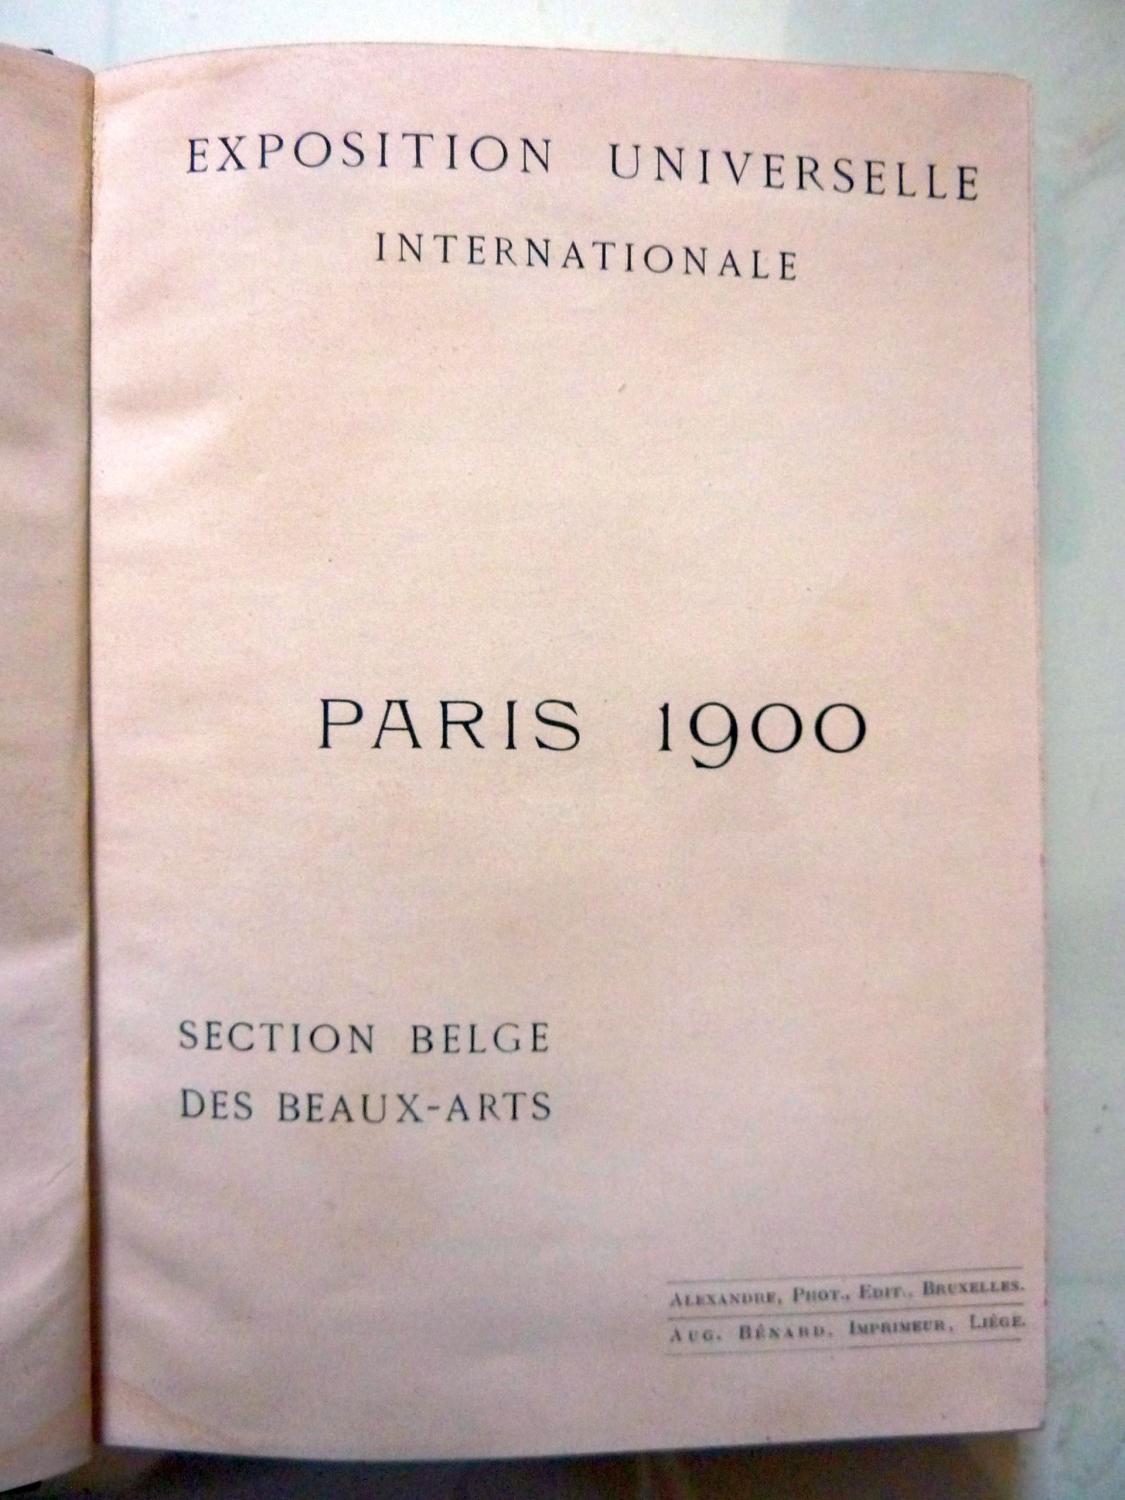 EXPOSITION UNIVERSELLE
INTERNATIONALE
PARIS 1900
SECTION BELGE
DES BEAUX-ARTS
ALEXANDRE, PHOT., EDIT., BRUXELLES.
AUG. BÉNARD, IMPRIMEUR, LIÉGE.